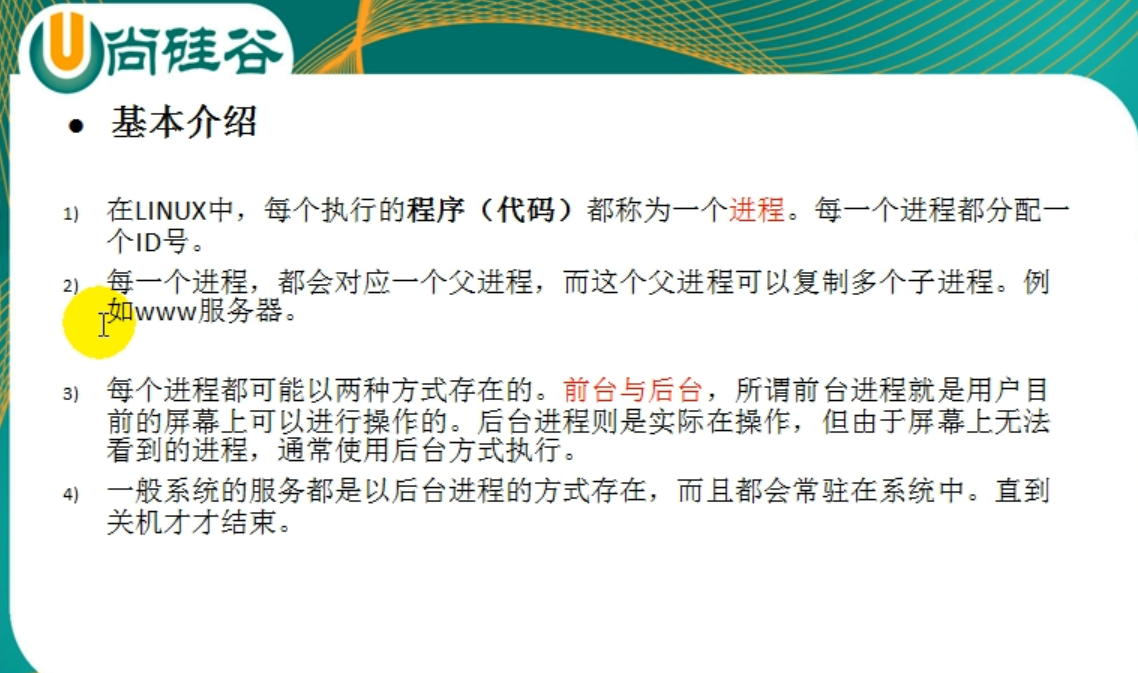 尚硅谷
● 基本介绍
1) 在LINUX中，每个执行的程序（代码）都称为一个进程。每一个进程都分配一
个ID号。
2) 每一个进程，都会对应一个父进程，而这个父进程可以复制多个子进程。例
如www服务器。
3) 每个进程都可能以两种方式存在的。前台与后台，所谓前台进程就是用户目
前的屏幕上可以进行操作的。后台进程则是实际在操作，但由于屏幕上无法
看到的进程，通常使用后台方式执行。
4) 一般系统的服务都是以后台进程的方式存在，而且都会常驻在系统中。直到
关机才才结束。